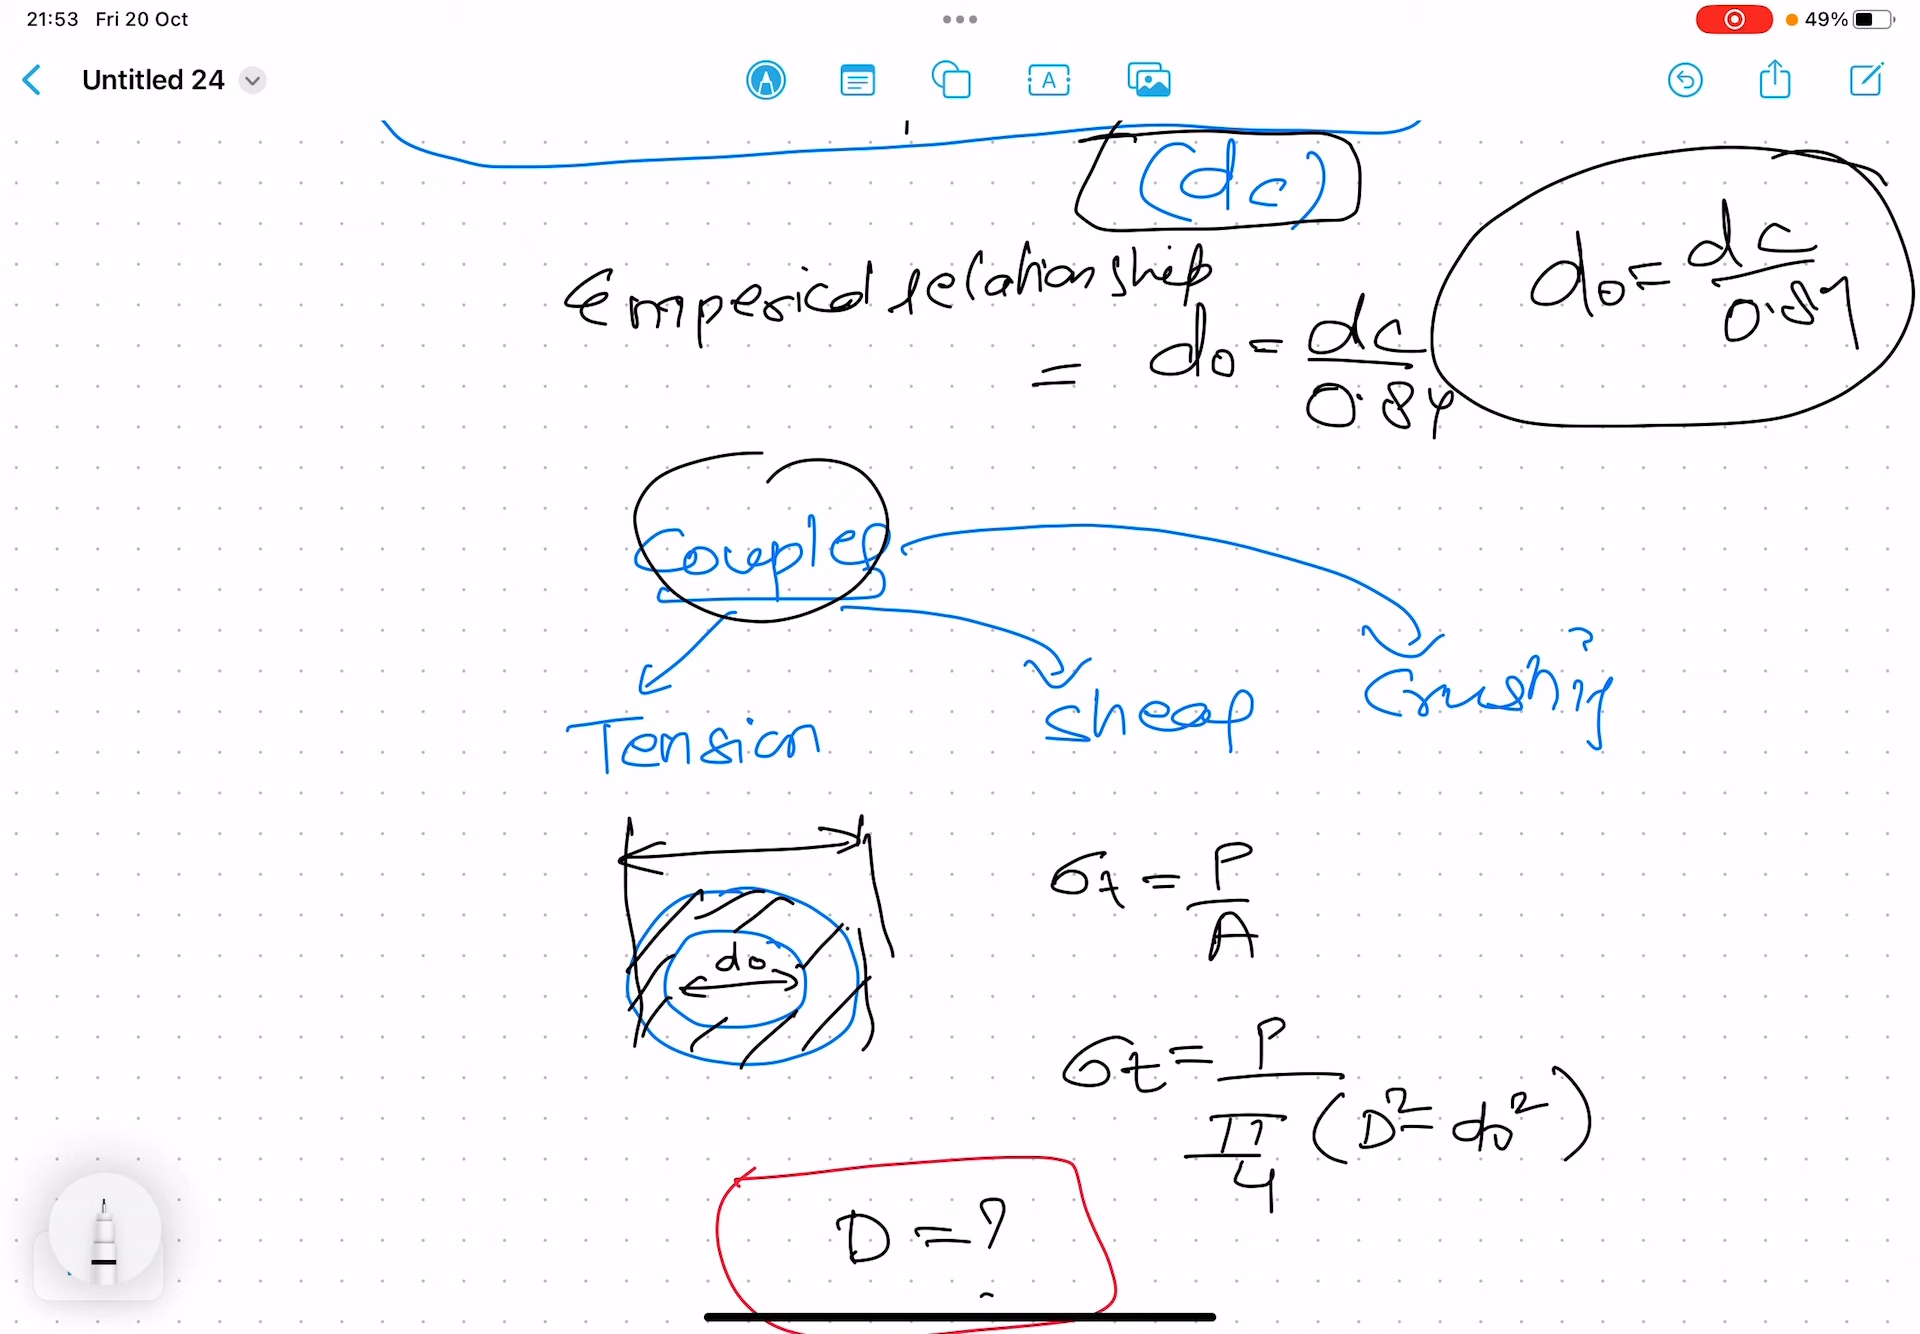 21:53 Fri 20 Oct
49%
Untitled 24
A
(dc)
Emperical relationship
= do = dc/0.84
do = dc/0.84
Coupler
Tension
Shear
Crushing
σt = P/A
do
σt = P/(π/4 (D² - do²))
D = ?